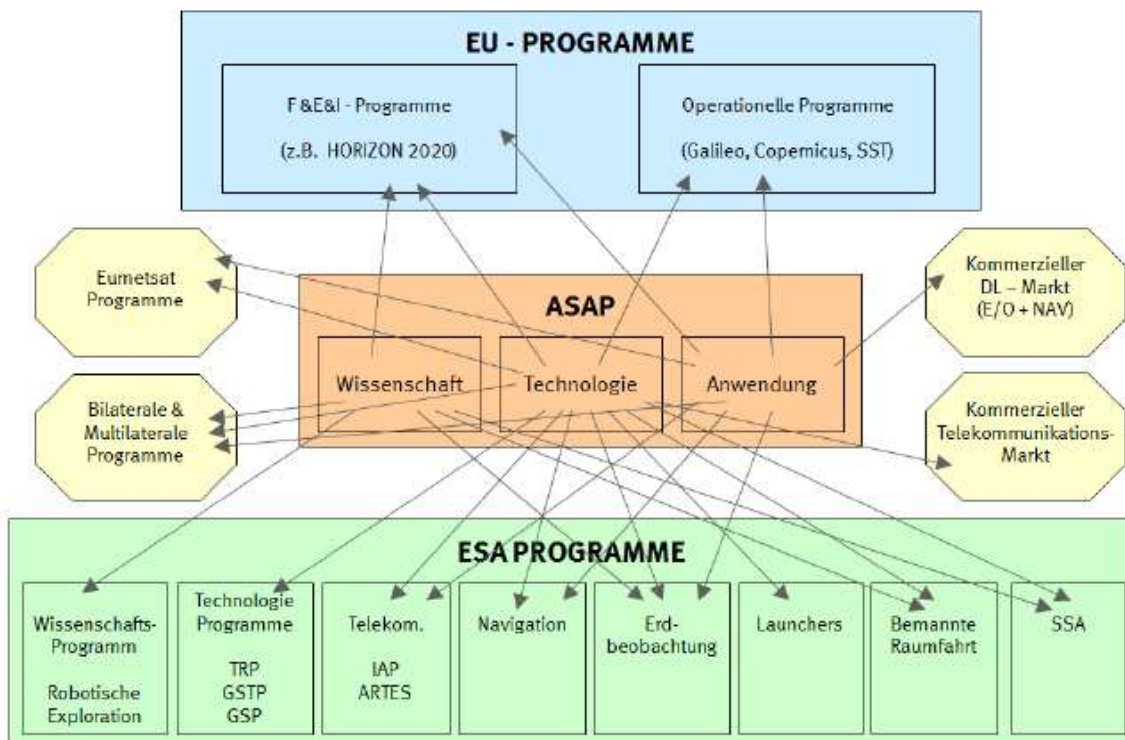 EU - PROGRAMME
F &E&I - Programme
(z.B. HORIZON 2020)
Operationelle Programme
(Galileo, Copernicus, SST)
Eumetsat
Programme
Kommerzieller
DL – Markt
(E/O + NAV)
ASAP
Wissenschaft
Technologie
Anwendung
Bilaterale &
Multilaterale
Programme
Kommerzieller
Telekommunikations-
Markt
ESA PROGRAMME
Wissenschafts-
Programm
Robotische
Exploration
Technologie
Programme
TRP
GSTP
GSP
Telekom.
IAP
ARTES
Navigation
Erd-
beobachtung
Launchers
Bemannte
Raumfahrt
SSA